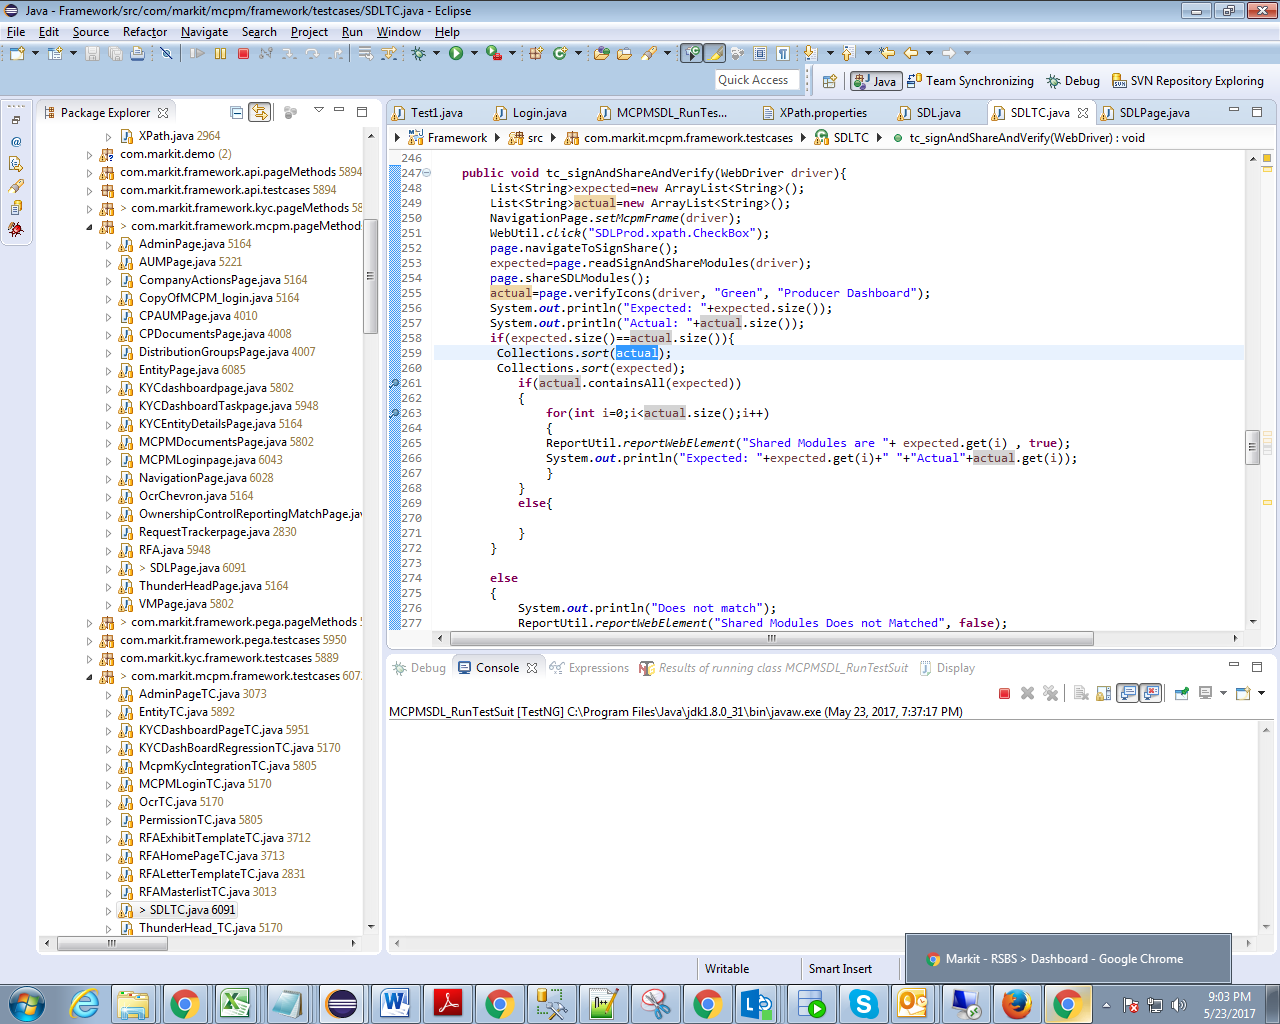 Java - Framework/src/com/markit/mcpm/framework/testcases/SDLTC.java - Eclipse
File Edit Source Refactor Navigate Search Project Run Window Help
Quick Access
Java
Team Synchronizing
Debug
SVN Repository Exploring
Package Explorer
XPath.java 2964
com.markit.demo (2)
com.markit.framework.api.pageMethods 5894
com.markit.framework.api.testcases 5894
> com.markit.framework.kyc.pageMethods 58
> com.markit.framework.mcpm.pageMethod
AdminPage.java 5164
AUMPage.java 5221
CompanyActionsPage.java 5164
CopyOfMCPM_login.java 5164
CPAUMPage.java 4010
CPDocumentsPage.java 4008
DistributionGroupsPage.java 4007
EntityPage.java 6085
KYCdashboardpage.java 5802
KYCDashboardTaskpage.java 5948
KYCEntityDetailsPage.java 5164
MCPMDocumentsPage.java 5802
MCPMLoginpage.java 6043
NavigationPage.java 6028
OcrChevron.java 5164
OwnershipControlReportingMatchPage.jav
RequestTrackerpage.java 2830
RFA.java 5948
> SDLPage.java 6091
ThunderHeadPage.java 5164
VMPage.java 5802
> com.markit.framework.pega.pageMethods 5
com.markit.framework.pega.testcases 5950
com.markit.kyc.framework.testcases 5889
> com.markit.mcpm.framework.testcases 607
AdminPageTC.java 3073
EntityTC.java 5892
KYCDashboardPageTC.java 5951
KYCDashBoardRegressionTC.java 5170
McpmKycIntegrationTC.java 5805
MCPMLoginTC.java 5170
OcrTC.java 5170
PermissionTC.java 5805
RFAExhibitTemplateTC.java 3712
RFAHomePageTC.java 3713
RFALetterTemplateTC.java 2831
RFAMasterlistTC.java 3013
> SDLTC.java 6091
ThunderHead_TC.java 5170
Test1.java
Login.java
MCPMSDL_RunTes...
XPath.properties
SDL.java
SDLTC.java
SDLPage.java
Framework
src
com.markit.mcpm.framework.testcases
SDLTC
tc_signAndShareAndVerify(WebDriver) : void
246
247 public void tc_signAndShareAndVerify(WebDriver driver){
248 List<String>expected=new ArrayList<String>();
249 List<String>actual=new ArrayList<String>();
250 NavigationPage.setMcpmFrame(driver);
251 WebUtil.click("SDLProd.xpath.CheckBox");
252 page.navigateToSignShare();
253 expected=page.readSignAndShareModules(driver);
254 page.shareSDLModules();
255 actual=page.verifyIcons(driver, "Green", "Producer Dashboard");
256 System.out.println("Expected: "+expected.size());
257 System.out.println("Actual: "+actual.size());
258 if(expected.size()==actual.size()){
259 Collections.sort(actual);
260 Collections.sort(expected);
261 if(actual.containsAll(expected))
262 {
263 for(int i=0;i<actual.size();i++)
264 {
265 ReportUtil.reportWebElement("Shared Modules are "+ expected.get(i) , true);
266 System.out.println("Expected: "+expected.get(i)+" "+"Actual"+actual.get(i));
267 }
268 }
269 else{
270
271 }
272 }
273
274 else
275 {
276 System.out.println("Does not match");
277 ReportUtil.reportWebElement("Shared Modules Does not Matched", false);
Debug
Console
Expressions
Results of running class MCPMSDL_RunTestSuit
Display
MCPMSDL_RunTestSuit [TestNG] C:\Program Files\Java\jdk1.8.0_31\bin\javaw.exe (May 23, 2017, 7:37:17 PM)
Writable
Smart Insert
Markit - RSBS > Dashboard - Google Chrome
9:03 PM
5/23/2017